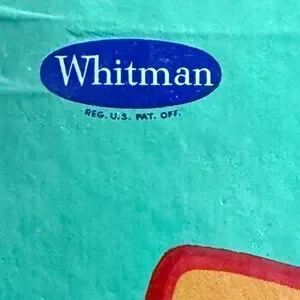 Whitman
REG. U.S. PAT. OFF.